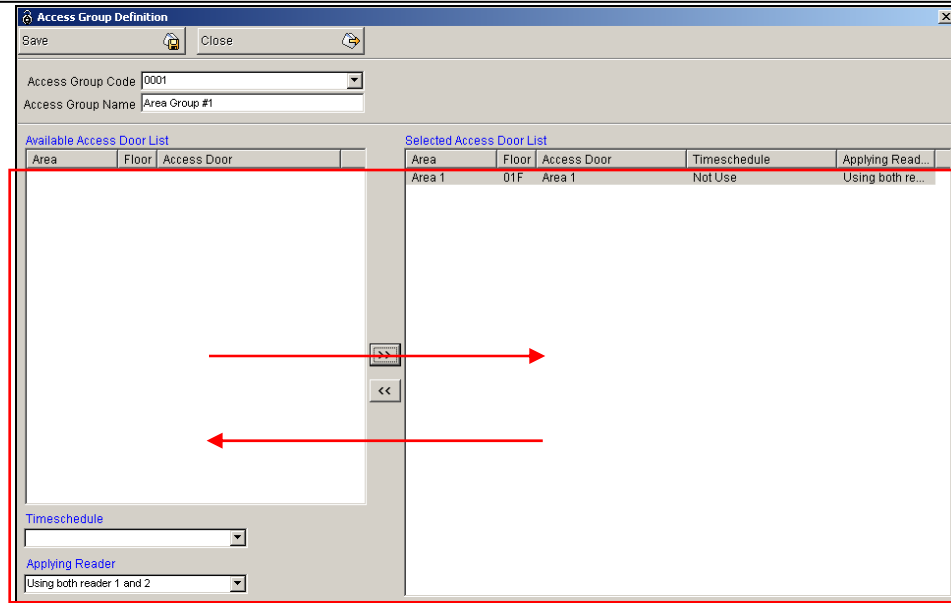 Access Group Definition
Save Close
Access Group Code 0001
Access Group Name Area Group #1
Available Access Door List
Area Floor Access Door
Selected Access Door List
Area Floor Access Door Timeschedule Applying Read...
Area 1 01F Area 1 Not Use Using both re...
>>
<<
Timeschedule
Applying Reader
Using both reader 1 and 2